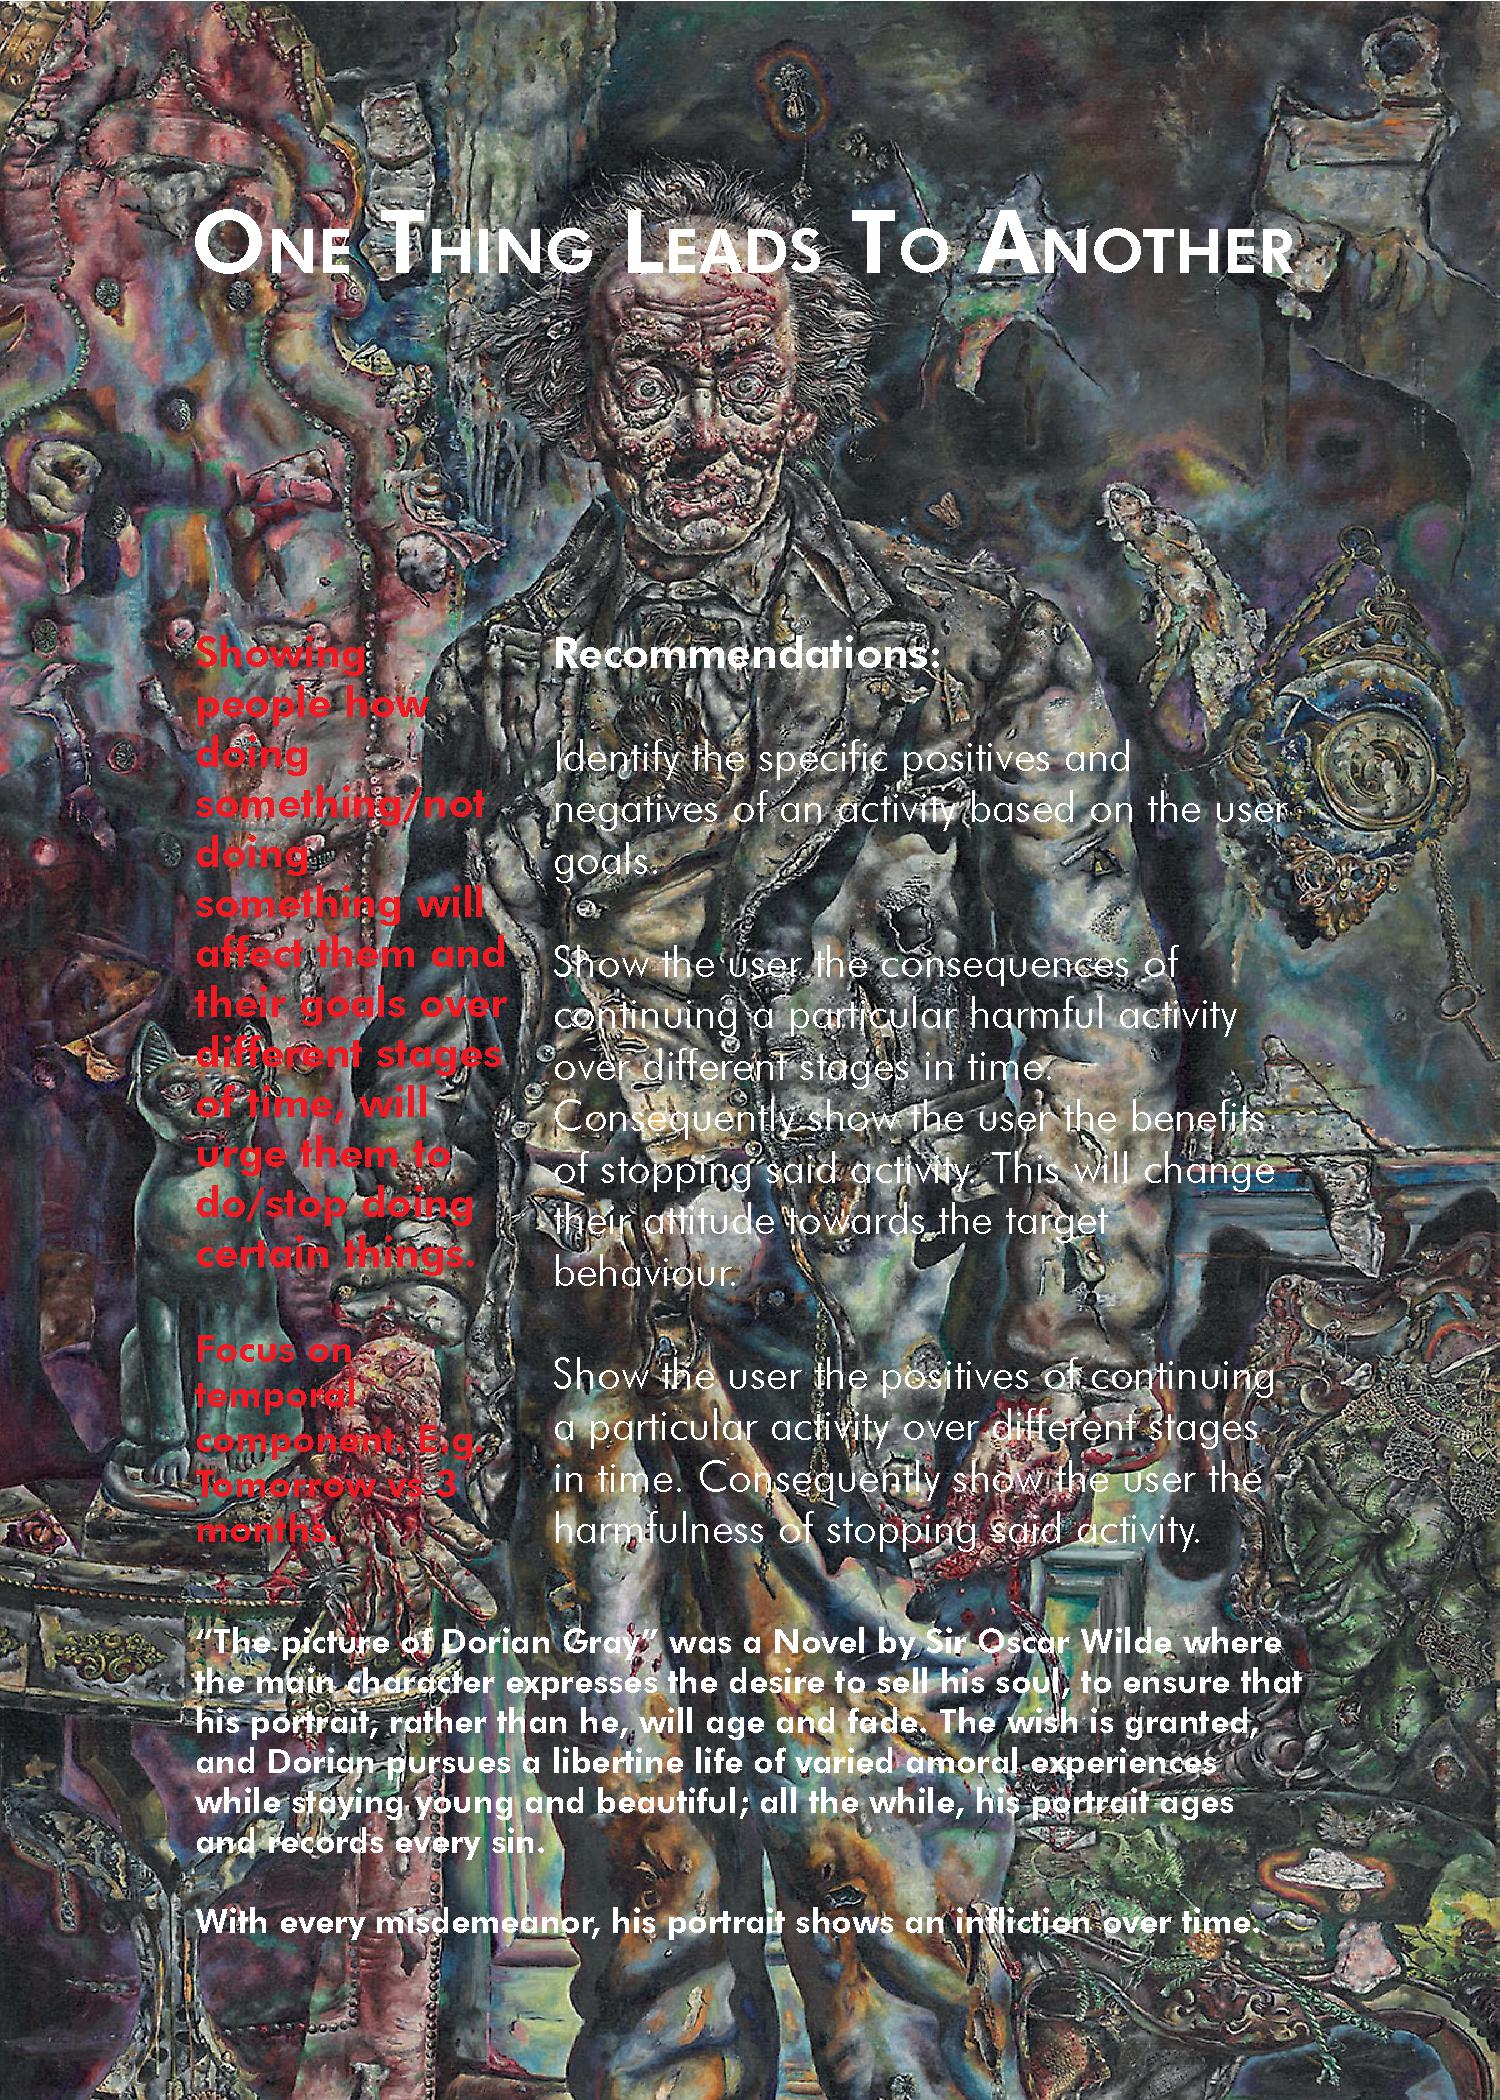 One Thing Leads To Another
Showing
people how
doing
something/not
doing
something will
affect them and
their goals over
different stages
of time, will
urge them to
do/stop doing
certain things.
Focus on
temporal
component. E.g.
Tomorrow vs 3
months.
Recommendations:
Identify the specific positives and
negatives of an activity based on the user
goals.
Show the user the consequences of
continuing a particular harmful activity
over different stages in time.
Consequently show the user the benefits
of stopping said activity. This will change
their attitude towards the target
behaviour.
Show the user the positives of continuing
a particular activity over different stages
in time. Consequently show the user the
harmfulness of stopping said activity.
“The picture of Dorian Gray” was a Novel by Sir Oscar Wilde where
the main character expresses the desire to sell his soul, to ensure that
his portrait, rather than he, will age and fade. The wish is granted,
and Dorian pursues a libertine life of varied amoral experiences
while staying young and beautiful; all the while, his portrait ages
and records every sin.
With every misdemeanor, his portrait shows an infliction over time.